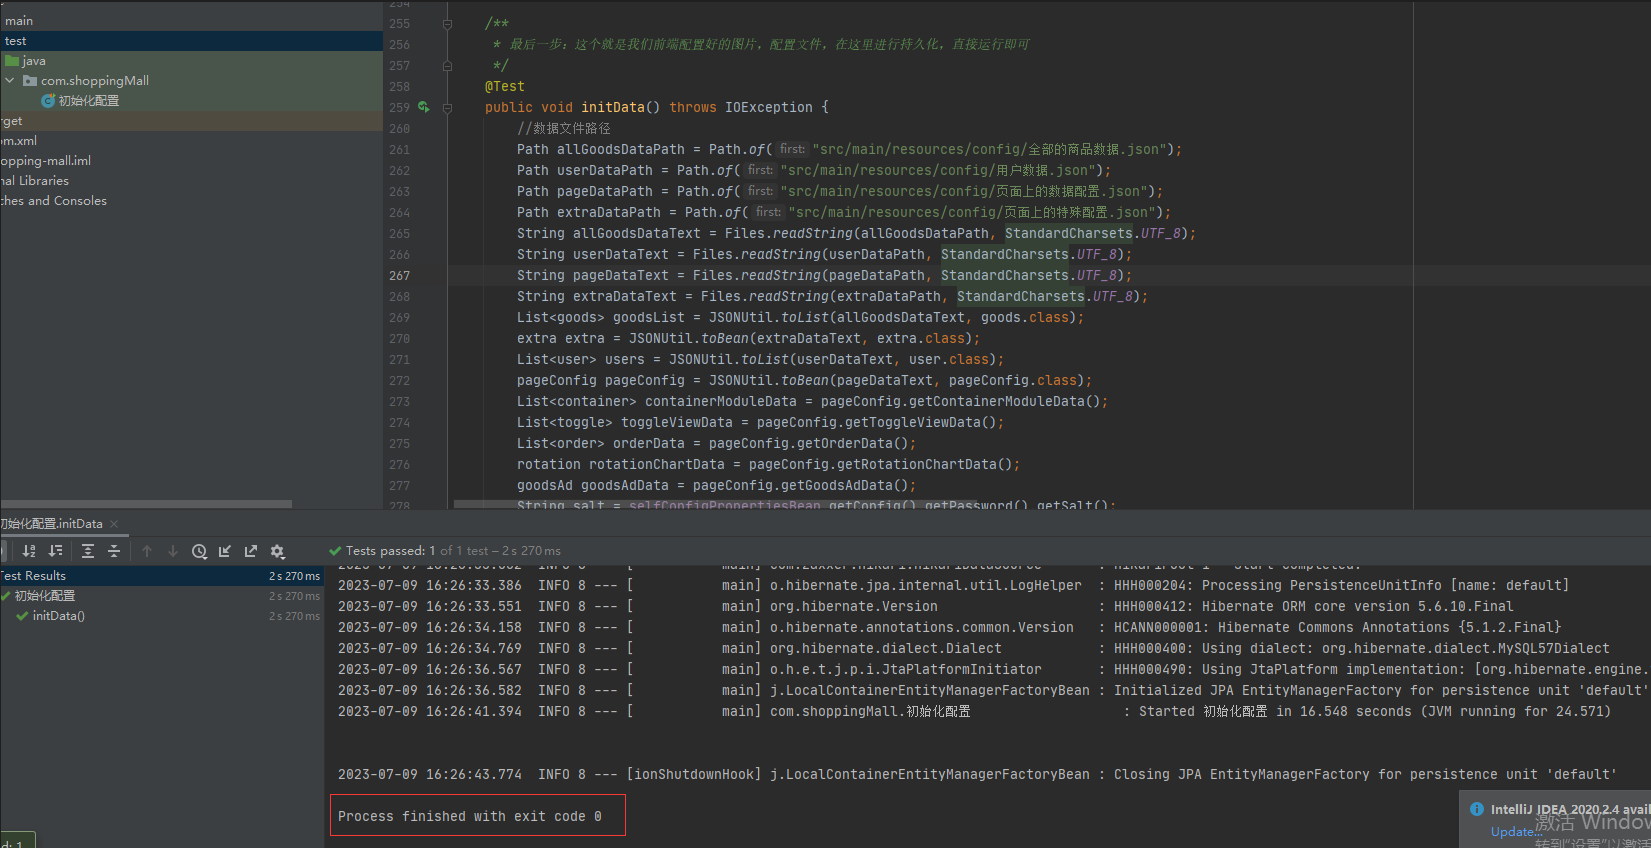 main
test
java
com.shoppingMall
初始化配置
rget
om.xml
opping-mall.iml
nal Libraries
ches and Consoles
254
255 /**
256 * 最后一步：这个就是我们前端配置好的图片，配置文件，在这里进行持久化，直接运行即可
257 */
258 @Test
259 public void initData() throws IOException {
260 //数据文件路径
261 Path allGoodsDataPath = Path.of( first: "src/main/resources/config/全部的商品数据.json");
262 Path userDataPath = Path.of( first: "src/main/resources/config/用户数据.json");
263 Path pageDataPath = Path.of( first: "src/main/resources/config/页面上的数据配置.json");
264 Path extraDataPath = Path.of( first: "src/main/resources/config/页面上的特殊配置.json");
265 String allGoodsDataText = Files.readString(allGoodsDataPath, StandardCharsets.UTF_8);
266 String userDataText = Files.readString(userDataPath, StandardCharsets.UTF_8);
267 String pageDataText = Files.readString(pageDataPath, StandardCharsets.UTF_8);
268 String extraDataText = Files.readString(extraDataPath, StandardCharsets.UTF_8);
269 List<goods> goodsList = JSONUtil.toList(allGoodsDataText, goods.class);
270 extra extra = JSONUtil.toBean(extraDataText, extra.class);
271 List<user> users = JSONUtil.toList(userDataText, user.class);
272 pageConfig pageConfig = JSONUtil.toBean(pageDataText, pageConfig.class);
273 List<container> containerModuleData = pageConfig.getContainerModuleData();
274 List<toggle> toggleViewData = pageConfig.getToggleViewData();
275 List<order> orderData = pageConfig.getOrderData();
276 rotation rotationChartData = pageConfig.getRotationChartData();
277 goodsAd goodsAdData = pageConfig.getGoodsAdData();
278 String salt = selfConfigPropertiesBean.getConfig().getPassword().getSalt();
初始化配置.initData
Tests passed: 1 of 1 test – 2 s 270 ms
Test Results 2 s 270 ms
初始化配置 2 s 270 ms
initData() 2 s 270 ms
com.zaxxer.hikari.HikariDataSource : HikariPool-1 - Start completed.
2023-07-09 16:26:33.386 INFO 8 --- [ main] o.hibernate.jpa.internal.util.LogHelper : HHH000204: Processing PersistenceUnitInfo [name: default]
2023-07-09 16:26:33.551 INFO 8 --- [ main] org.hibernate.Version : HHH000412: Hibernate ORM core version 5.6.10.Final
2023-07-09 16:26:34.158 INFO 8 --- [ main] o.hibernate.annotations.common.Version : HCANN000001: Hibernate Commons Annotations {5.1.2.Final}
2023-07-09 16:26:34.769 INFO 8 --- [ main] org.hibernate.dialect.Dialect : HHH000400: Using dialect: org.hibernate.dialect.MySQL57Dialect
2023-07-09 16:26:36.567 INFO 8 --- [ main] o.h.e.t.j.p.i.JtaPlatformInitiator : HHH000490: Using JtaPlatform implementation: [org.hibernate.engine.
2023-07-09 16:26:36.582 INFO 8 --- [ main] j.LocalContainerEntityManagerFactoryBean : Initialized JPA EntityManagerFactory for persistence unit 'default'
2023-07-09 16:26:41.394 INFO 8 --- [ main] com.shoppingMall.初始化配置 : Started 初始化配置 in 16.548 seconds (JVM running for 24.571)
2023-07-09 16:26:43.774 INFO 8 --- [ionShutdownHook] j.LocalContainerEntityManagerFactoryBean : Closing JPA EntityManagerFactory for persistence unit 'default'
Process finished with exit code 0
IntelliJ IDEA 2020.2.4 avail
Update...
激活 Window
转到"设置"以激活
d: 1